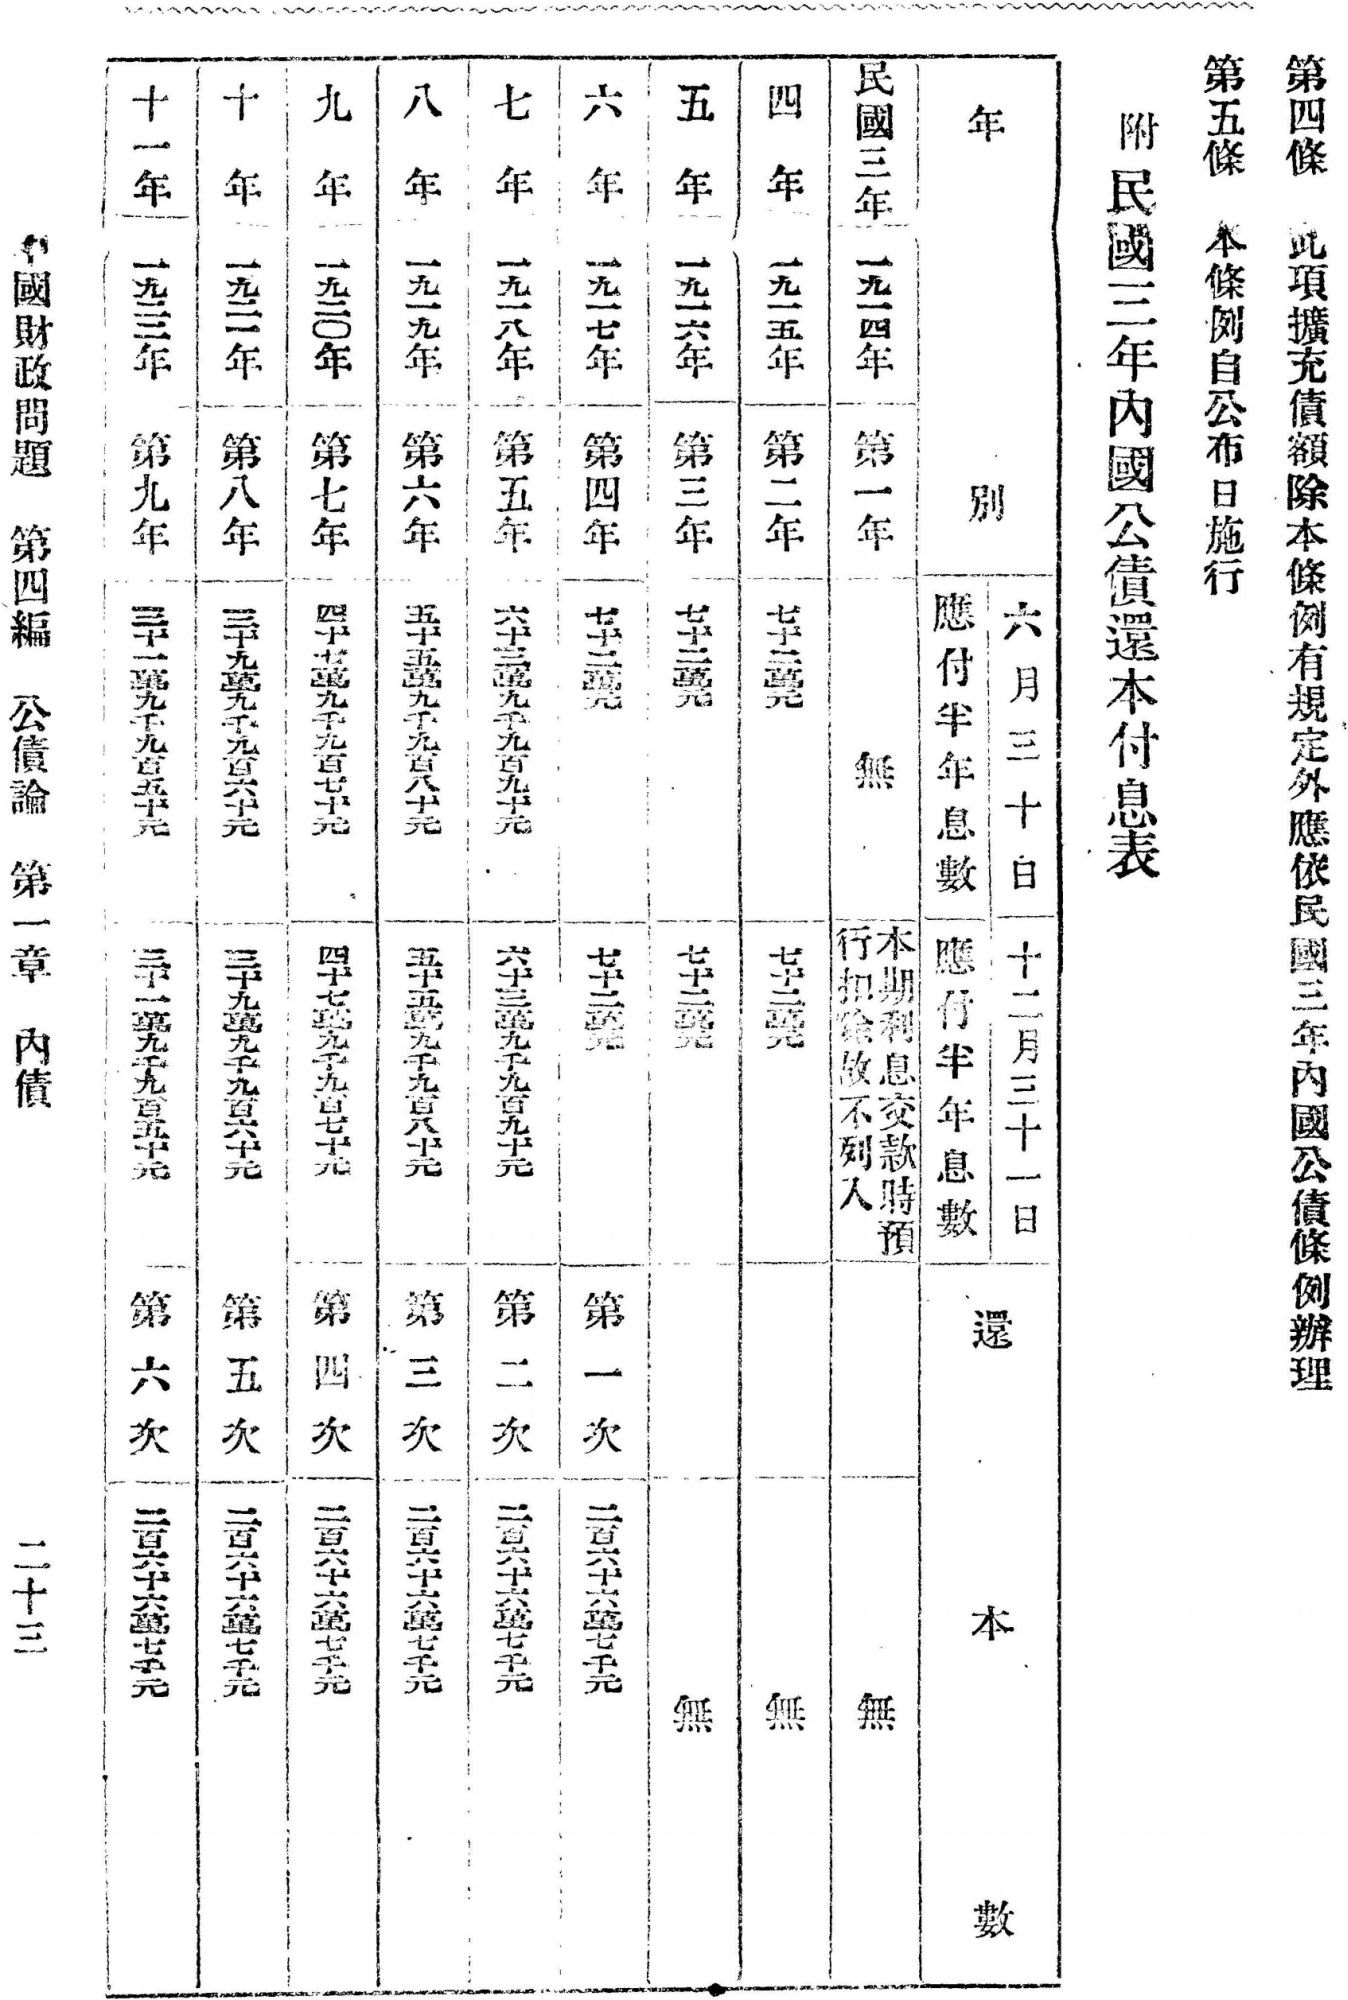 第四條　此項擴充債額除本條例有規定外應依民國三年內國公債條例辦理
第五條　本條例自公布日施行
附民國三年內國公債還本付息表
年別
六月三十日
應付半年息數
十二月三十一日
應付半年息數
還本數
民國三年
一九一四年
第一年
無
本期利息交款時預
行扣除故不列入
無
四年
一九一五年
第二年
七十二萬元
七十二萬元
無
五年
一九一六年
第三年
七十二萬元
七十二萬元
無
六年
一九一七年
第四年
七十二萬元
七十二萬元
第一次
二百六十六萬七千元
七年
一九一八年
第五年
六十三萬九千九百九十元
六十三萬九千九百九十元
第二次
二百六十六萬七千元
八年
一九一九年
第六年
五十五萬九千九百八十元
五十五萬九千九百八十元
第三次
二百六十六萬七千元
九年
一九二〇年
第七年
四十七萬九千九百七十元
四十七萬九千九百七十元
第四次
二百六十六萬七千元
十年
一九二一年
第八年
三十九萬九千九百六十元
三十九萬九千九百六十元
第五次
二百六十六萬七千元
十一年
一九二二年
第九年
三十一萬九千九百五十元
三十一萬九千九百五十元
第六次
二百六十六萬七千元
中國財政問題　第四編　公債論　第一章　內債
二十三